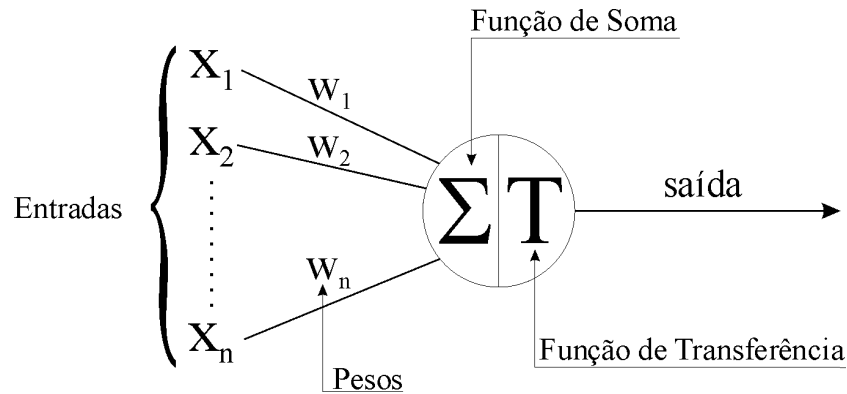 Função de Soma
X1
w1
X2
w2
Entradas
Σ T
saída
wn
Xn
Função de Transferência
Pesos